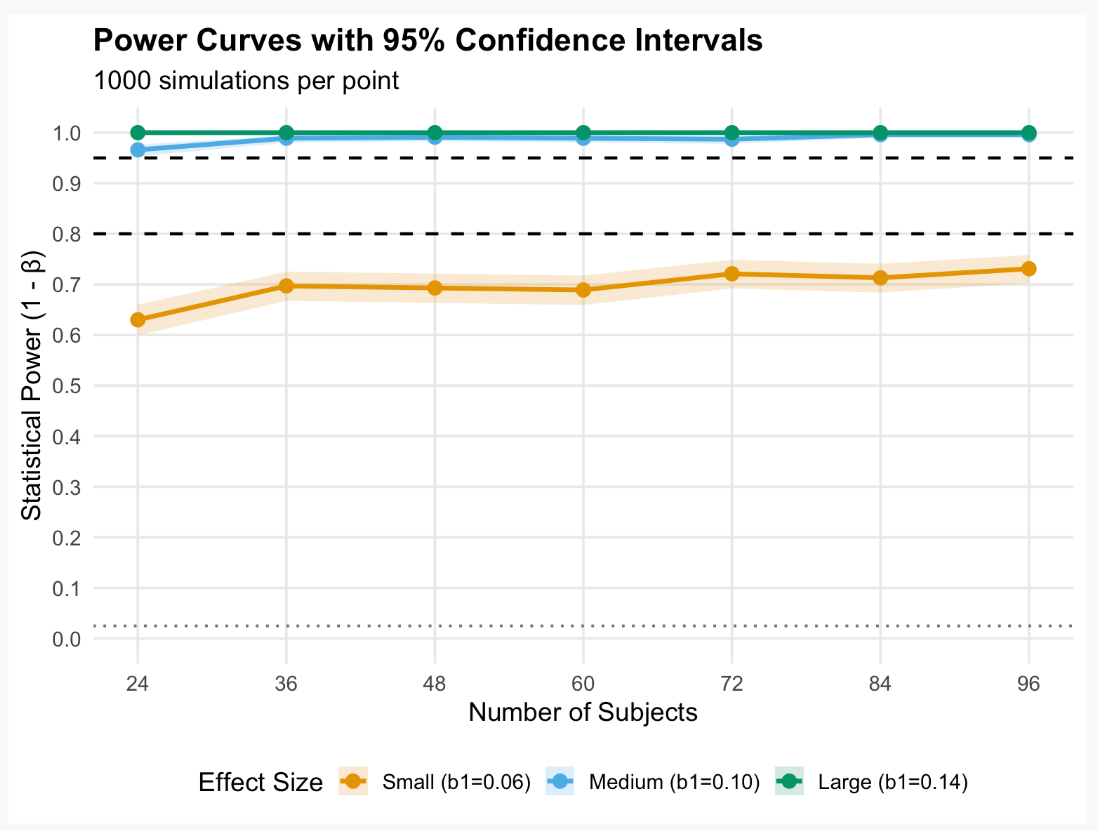 Power Curves with 95% Confidence Intervals
1000 simulations per point
1.0
0.9
0.8
0.7
0.6
0.5
0.4
0.3
0.2
0.1
0.0
Statistical Power (1 - β)
24 36 48 60 72 84 96
Number of Subjects
Effect Size Small (b1=0.06) Medium (b1=0.10) Large (b1=0.14)